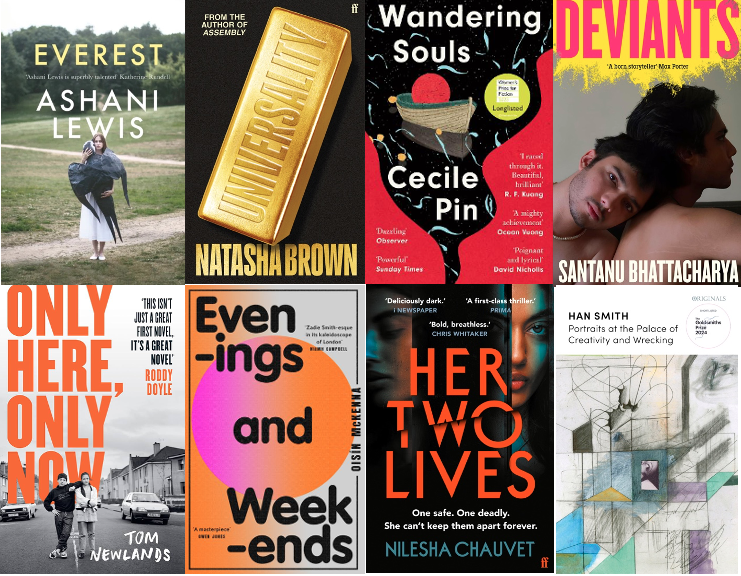 EVEREST
'Ashani Lewis is superbly talented' Katherine Rundell
ASHANI
LEWIS
FROM THE
AUTHOR OF
ASSEMBLY
ff
UNIVERSALITY
NATASHA BROWN
Wandering
Souls
Women's
Prize for
Fiction
Longlisted
Cecile
Pin
'I raced
through it.
Beautiful,
brilliant'
R. F. Kuang
'A mighty
achievement'
Ocean Vuong
'Poignant
and lyrical'
David Nicholls
'Dazzling'
Observer
'Powerful'
Sunday Times
DEVIANTS
'A born storyteller' Max Porter
SANTANU BHATTACHARYA
ONLY
HERE,
ONLY
NOW
'THIS ISN'T
JUST A GREAT
FIRST NOVEL,
IT'S A GREAT
NOVEL'
RODDY
DOYLE
TOM
NEWLANDS
Even
-ings
'Zadie Smith-esque
in its kaleidoscope
of London'
and
OISÍN McKENNA
Week
-ends
'A masterpiece'
OWEN JONES
'Deliciously dark.'
I NEWSPAPER
'A first-class thriller.'
PRIMA
'Bold, breathless.'
CHRIS WHITAKER
HER
TWO
LIVES
One safe. One deadly.
She can't keep them apart forever.
NILESHA CHAUVET
ff
HAN SMITH
Portraits at the Palace of
Creativity and Wrecking
ORIGINALS
Goldsmiths
Prize
2024